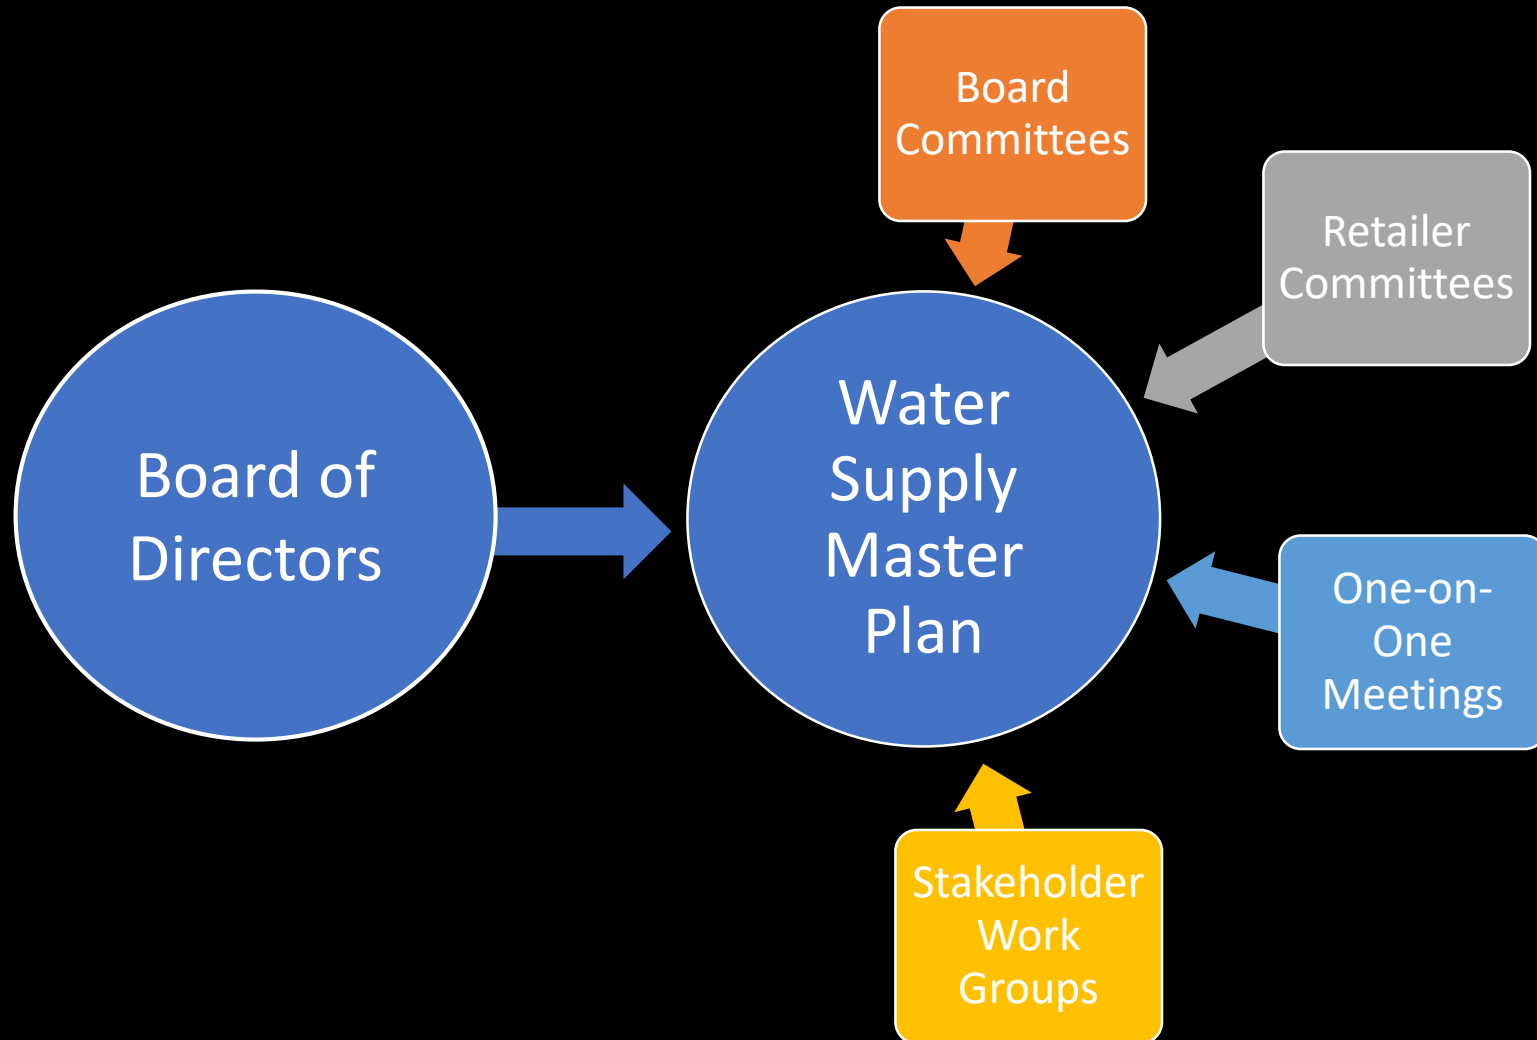 Board of
Directors
Water
Supply
Master
Plan
Board
Committees
Retailer
Committees
One-on-
One
Meetings
Stakeholder
Work
Groups